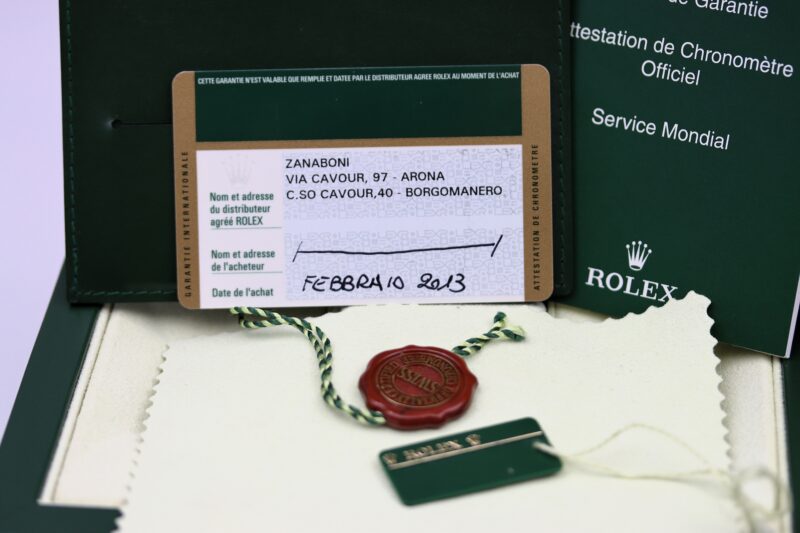 CETTE GARANTIE N'EST VALABLE QUE REMPLIE ET DATEE PAR LE DISTRIBUTEUR AGREE ROLEX AU MOMENT DE L'ACHAT
GARANTIE INTERNATIONALE
ZANABONI
VIA CAVOUR, 97 - ARONA
C.SO CAVOUR,40 - BORGOMANERO
Nom et adresse
du distributeur
agréé ROLEX
Nom et adresse
de l'acheteur
Date de l'achat
FEBBRAIO 2013
ATTESTATION DE CHRONOMETRE
de Garantie
ttestation de Chronomètre
Officiel
Service Mondial
ROLEX
SWISS
ROLEX